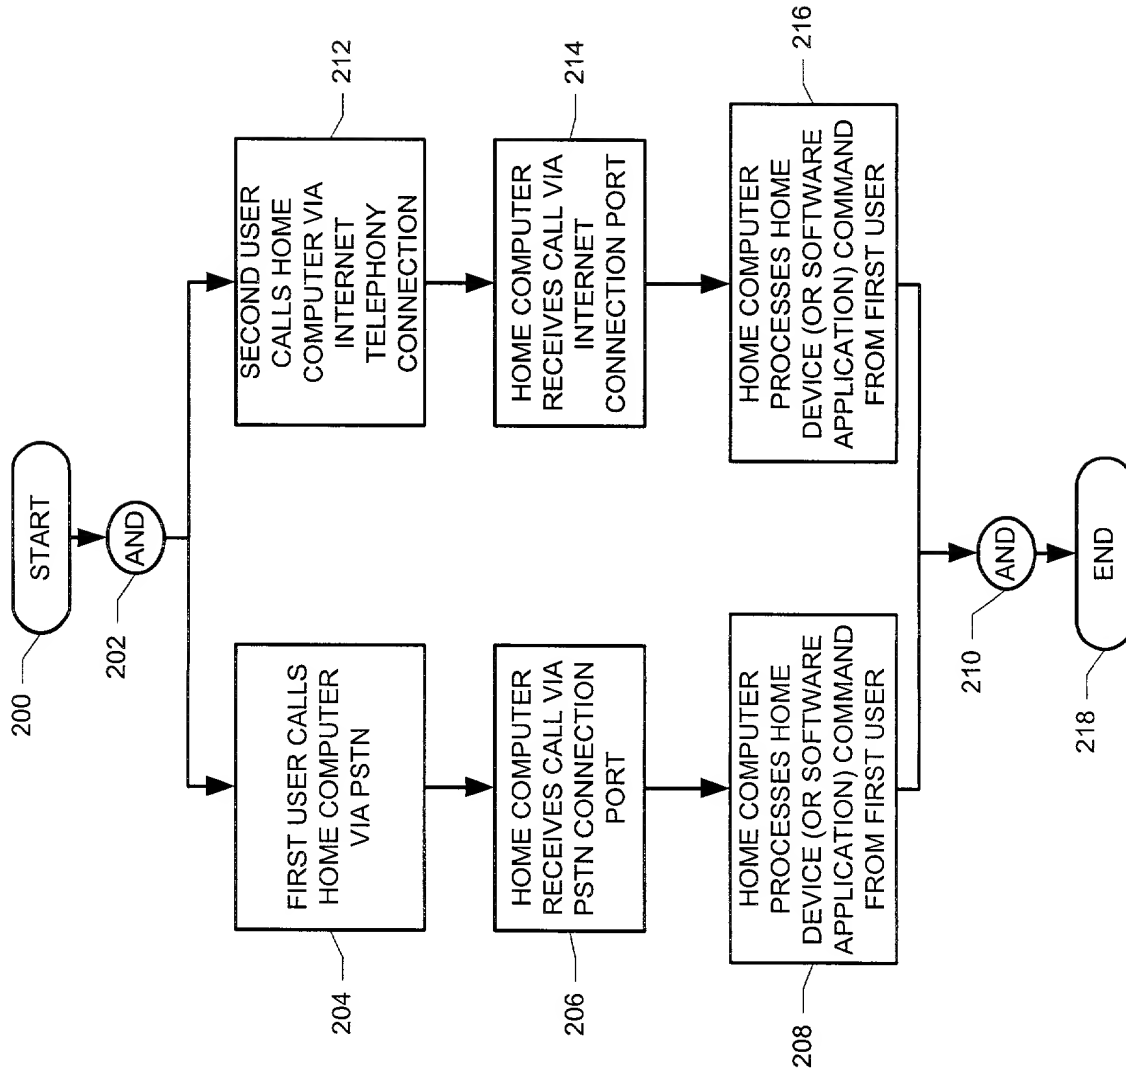 200
START
202
AND
FIRST USER CALLS
HOME COMPUTER
VIA PSTN
204
SECOND USER
CALLS HOME
COMPUTER VIA
INTERNET
TELEPHONY
CONNECTION
212
HOME COMPUTER
RECEIVES CALL VIA
PSTN CONNECTION
PORT
206
HOME COMPUTER
RECEIVES CALL VIA
INTERNET
CONNECTION PORT
214
HOME COMPUTER
PROCESSES HOME
DEVICE (OR SOFTWARE
APPLICATION) COMMAND
FROM FIRST USER
208
HOME COMPUTER
PROCESSES HOME
DEVICE (OR SOFTWARE
APPLICATION) COMMAND
FROM FIRST USER
216
210
AND
218
END